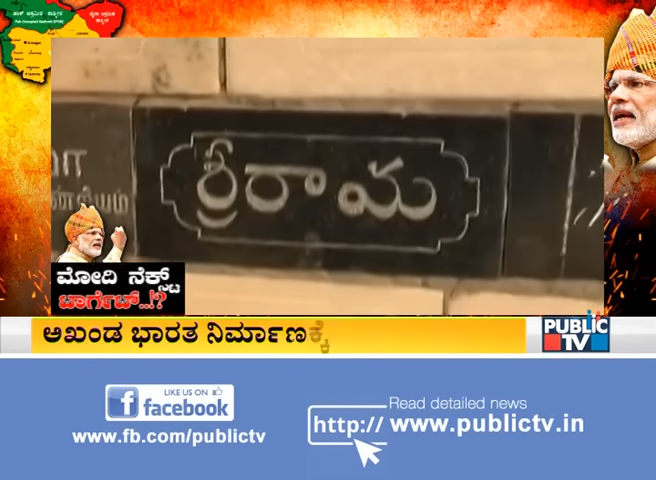 ಶ್ರೀರಾಮ
ಮೋದಿ ನೆಕ್ಸ್ಟ್
ಟಾರ್ಗೆಟ್..!?
ಅಖಂಡ ಭಾರತ ನಿರ್ಮಾಣಕ್ಕೆ
PUBLIC
TV
LIKE US ON
facebook
www.fb.com/publictv
Read detailed news
http:// www.publictv.in